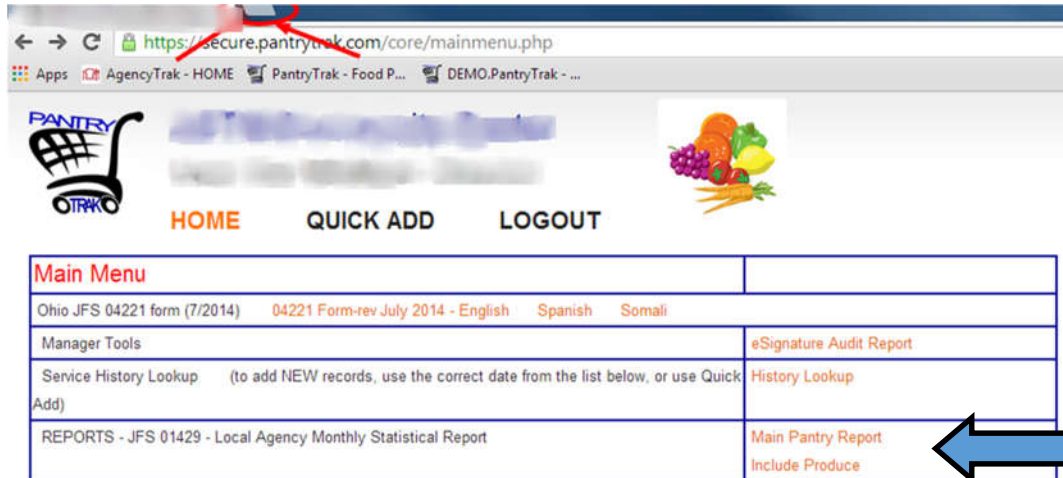 https://secure.pantrytrak.com/core/mainmenu.php
Apps AgencyTrak - HOME PantryTrak - Food P... DEMO.PantryTrak - ...
PANTRY
TRAK
HOME QUICK ADD LOGOUT
Main Menu
Ohio JFS 04221 form (7/2014) 04221 Form-rev July 2014 - English Spanish Somali
Manager Tools eSignature Audit Report
Service History Lookup (to add NEW records, use the correct date from the list below, or use Quick History Lookup
Add)
REPORTS - JFS 01429 - Local Agency Monthly Statistical Report Main Pantry Report
Include Produce